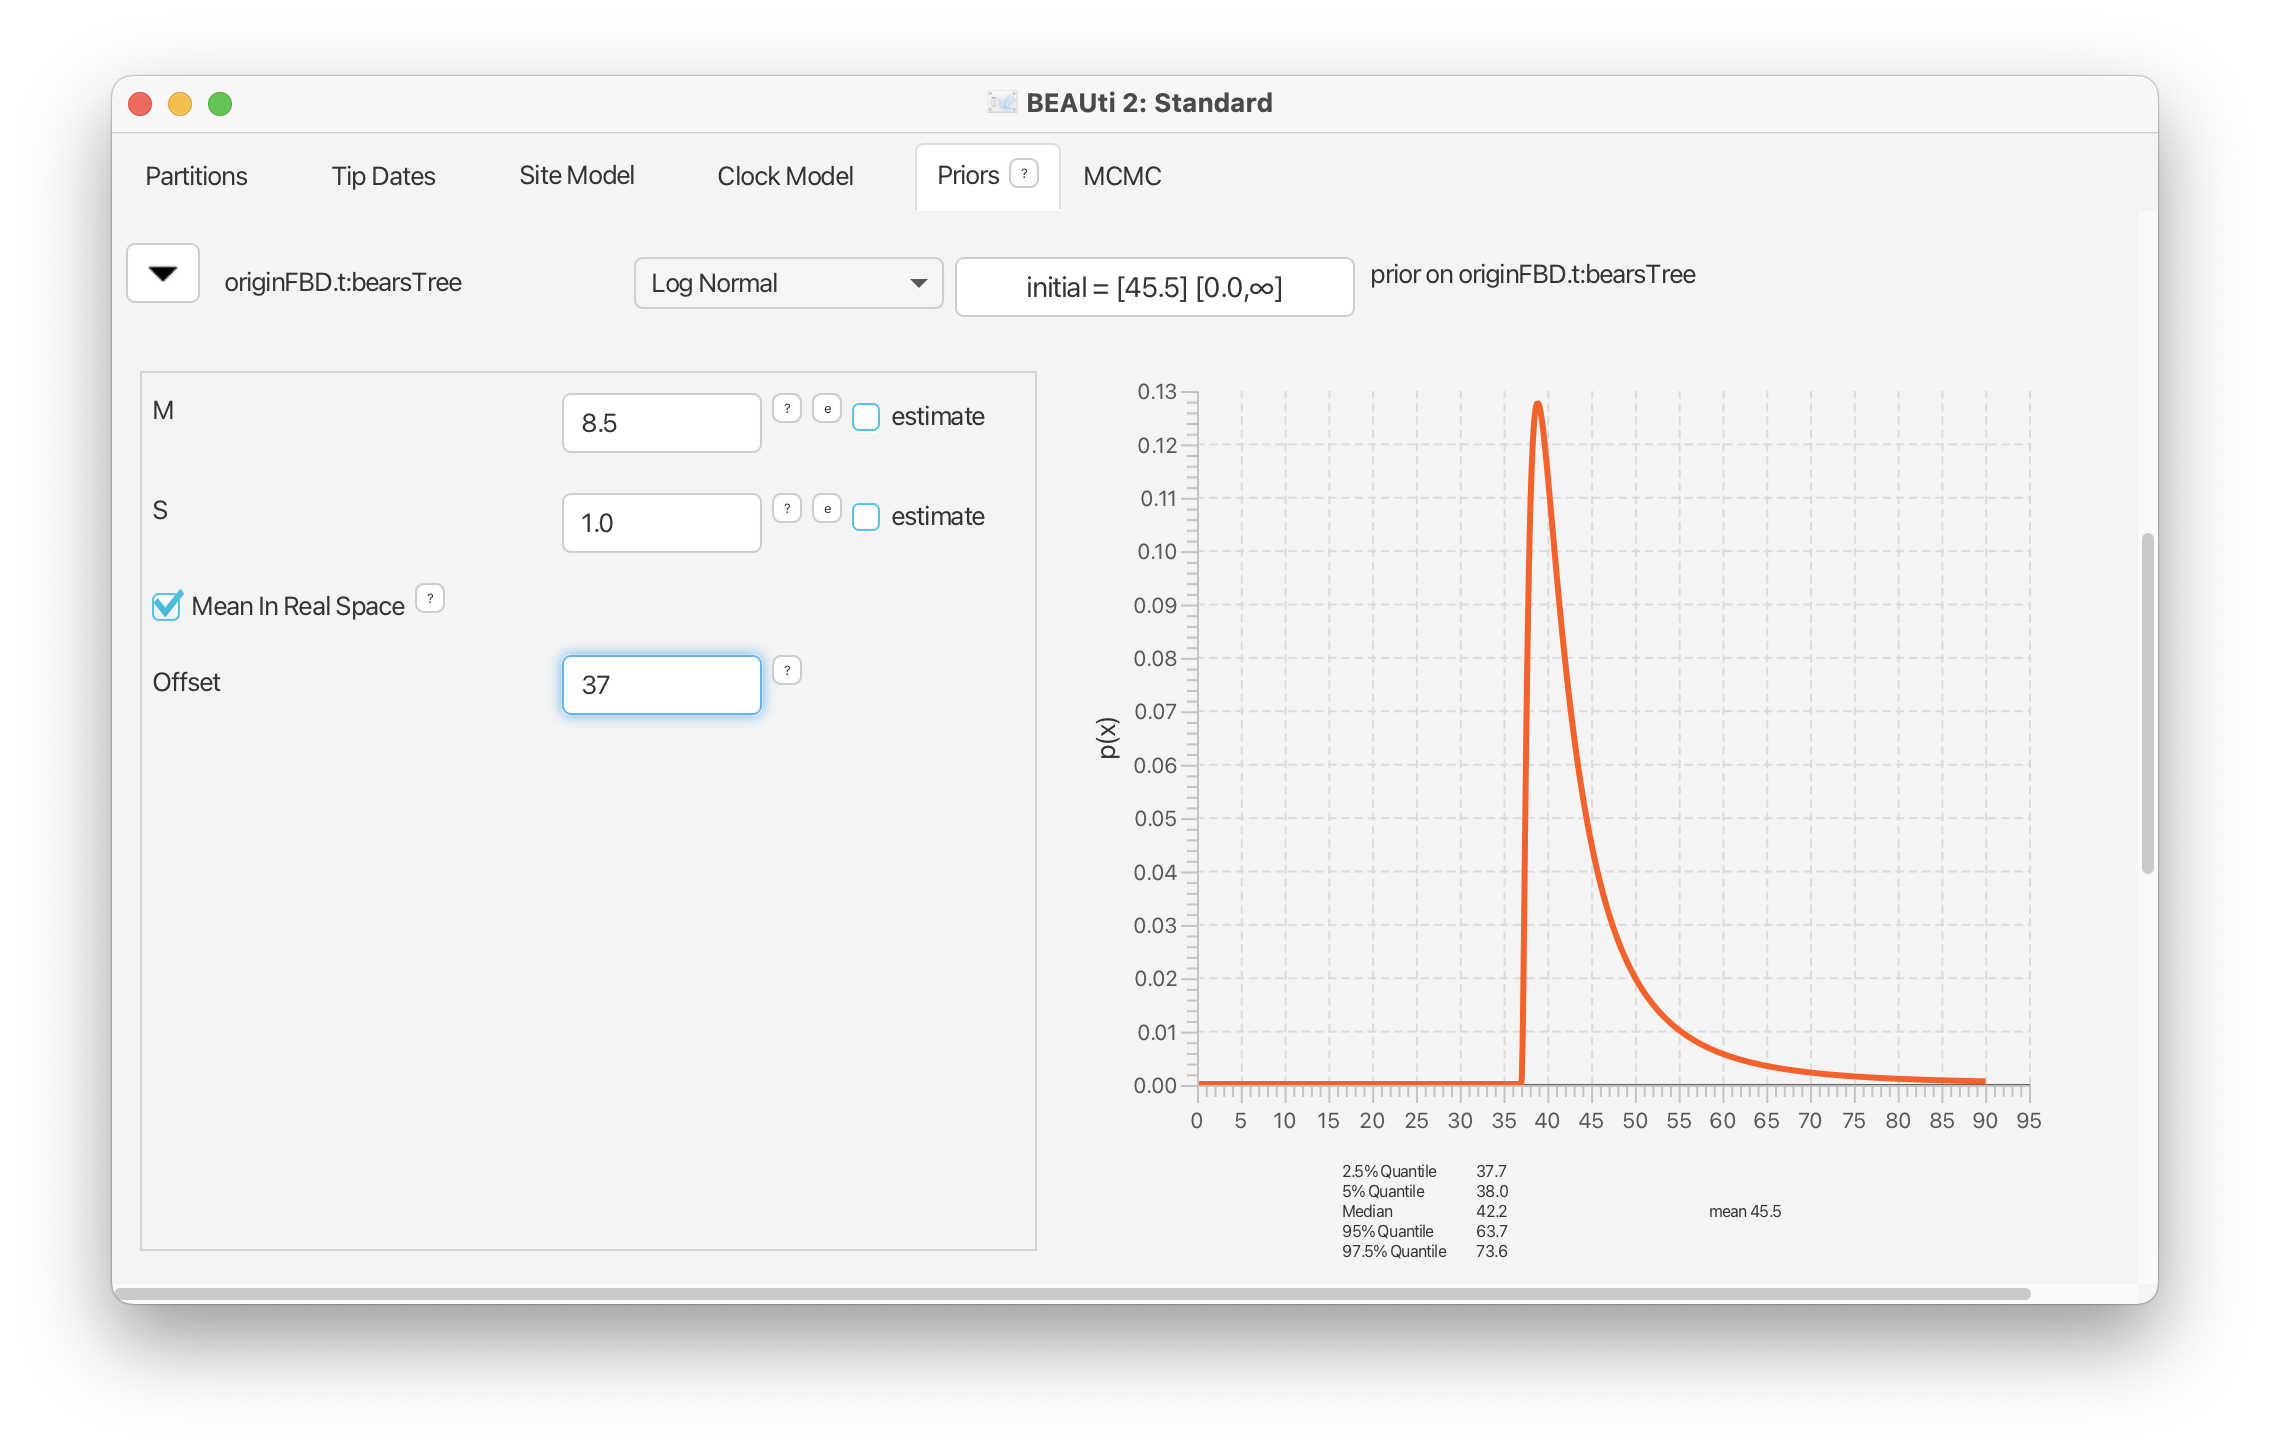 BEAUti 2: Standard
Partitions Tip Dates Site Model Clock Model Priors ? MCMC
originFBD.t:bearsTree Log Normal initial = [45.5] [0.0,∞] prior on originFBD.t:bearsTree
M 8.5 ? e estimate
S 1.0 ? e estimate
Mean In Real Space ?
Offset 37 ?
p(x)
0.13
0.12
0.11
0.10
0.09
0.08
0.07
0.06
0.05
0.04
0.03
0.02
0.01
0.00
0 5 10 15 20 25 30 35 40 45 50 55 60 65 70 75 80 85 90 95
2.5% Quantile 37.7
5% Quantile 38.0
Median 42.2 mean 45.5
95% Quantile 63.7
97.5% Quantile 73.6